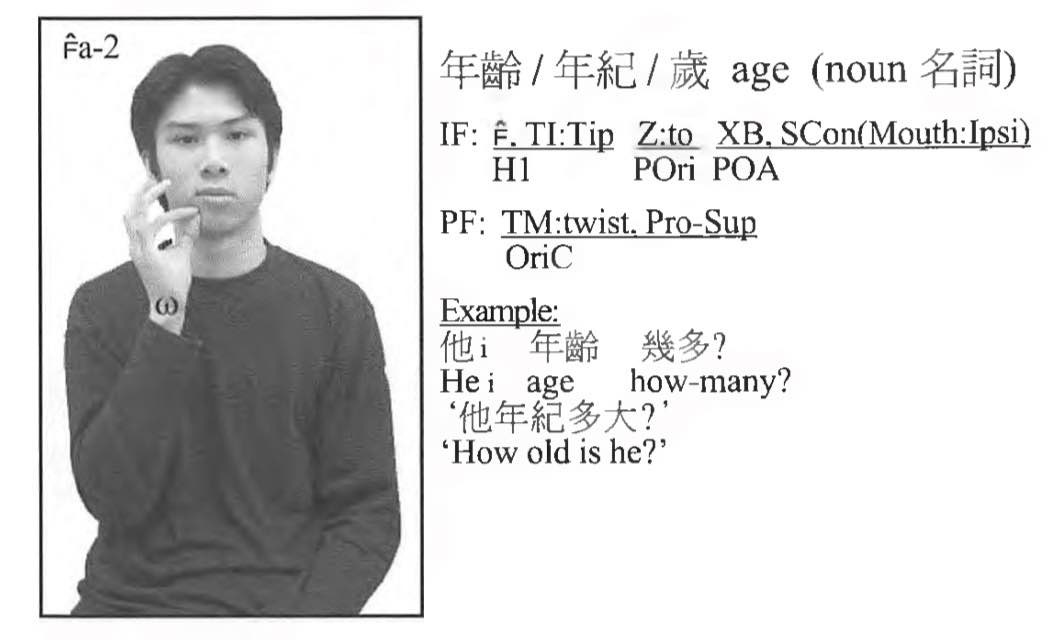 F̂a-2
ω
年齡 / 年紀 / 歲 age (noun 名詞)
IF: F̂, TI:Tip Z:to XB, SCon(Mouth:Ipsi)
H1 POri POA
PF: TM:twist, Pro-Sup
OriC
Example:
他 i 年齡 幾多?
He i age how-many?
‘他年紀多大?’
‘How old is he?’